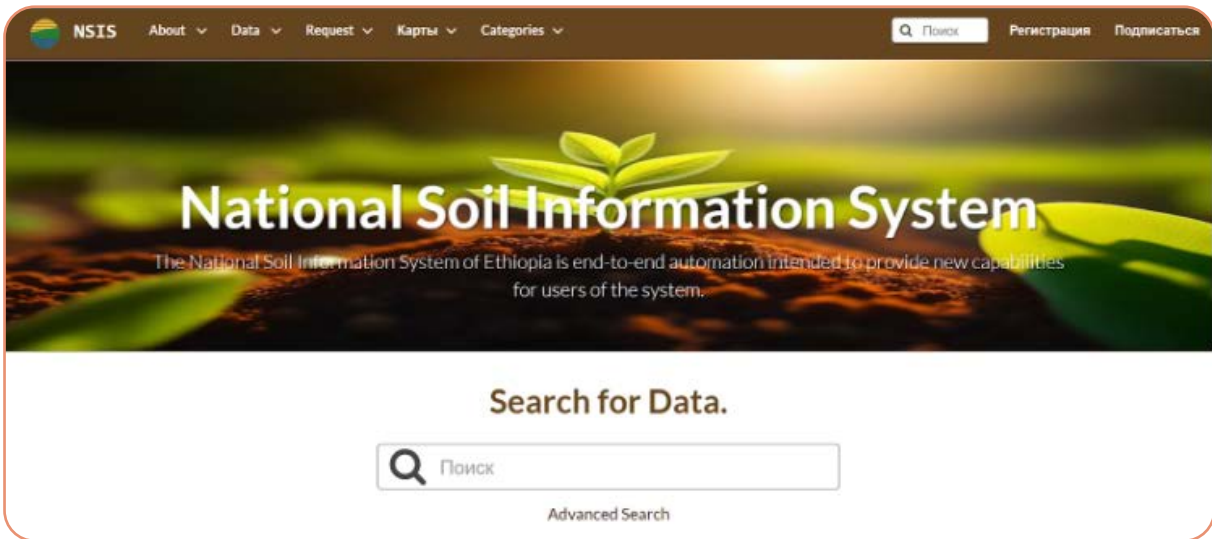 NSIS About Data Request Карты Categories Поиск Регистрация Подписаться
National Soil Information System
The National Soil Information System of Ethiopia is end-to-end automation intended to provide new capabilities
for users of the system.
Search for Data.
Поиск
Advanced Search